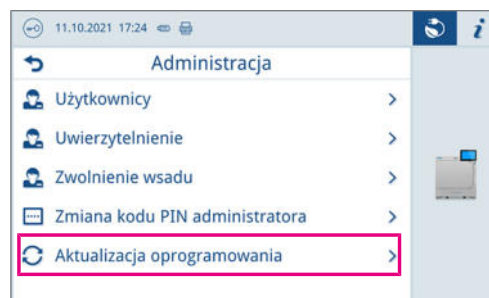 11.10.2021 17:24
Administracja
Użytkownicy
Uwierzytelnienie
Zwolnienie wsadu
Zmiana kodu PIN administratora
Aktualizacja oprogramowania